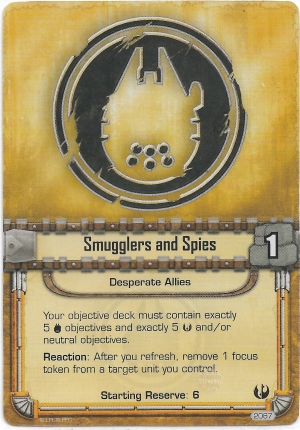 Smugglers and Spies
1
Desperate Allies
Your objective deck must contain exactly
5 objectives and exactly 5 and/or
neutral objectives.
Reaction: After you refresh, remove 1 focus
token from a target unit you control.
Starting Reserve: 6
2087